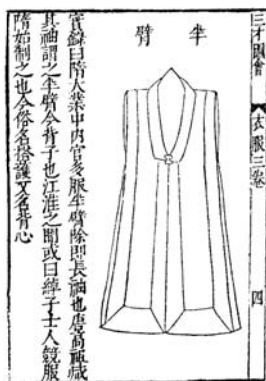 三才圖會
衣服三卷
四
半臂
實錄曰隋大業中內官多服半臂除即長袖也唐高祖減
其袖謂之半臂今背子也江淮之間或曰綽子士人競服
隋始制之也今俗名搭護又名背心